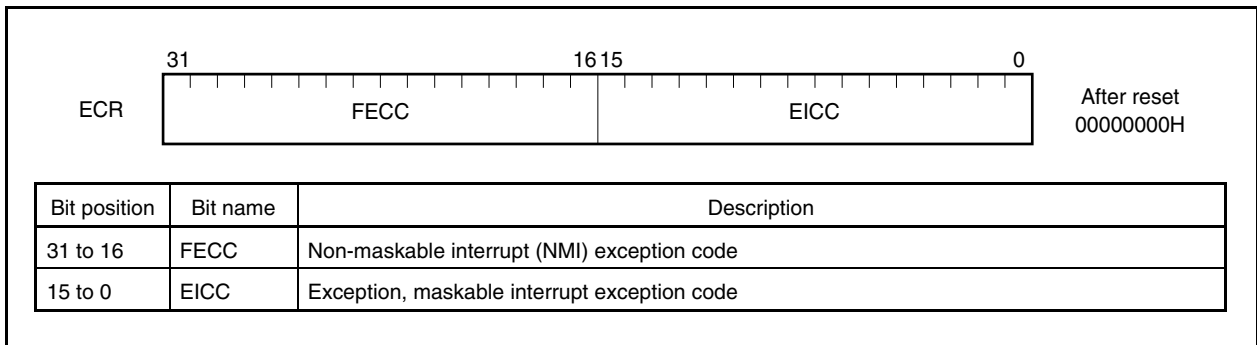 31 16 15 0
ECR FECC EICC After reset
00000000H
Bit position Bit name Description
31 to 16 FECC Non-maskable interrupt (NMI) exception code
15 to 0 EICC Exception, maskable interrupt exception code